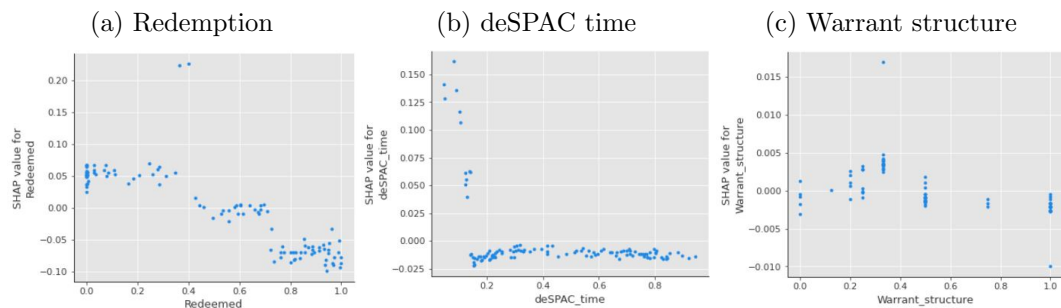 (a) Redemption
(b) deSPAC time
(c) Warrant structure
SHAP value for
Redeemed
0.20
0.15
0.10
0.05
0.00
−0.05
−0.10
0.0 0.2 0.4 0.6 0.8 1.0
Redeemed
SHAP value for
deSPAC_time
0.150
0.125
0.100
0.075
0.050
0.025
0.000
−0.025
0.2 0.4 0.6 0.8
deSPAC_time
SHAP value for
Warrant_structure
0.015
0.010
0.005
0.000
−0.005
−0.010
0.0 0.2 0.4 0.6 0.8 1.0
Warrant_structure